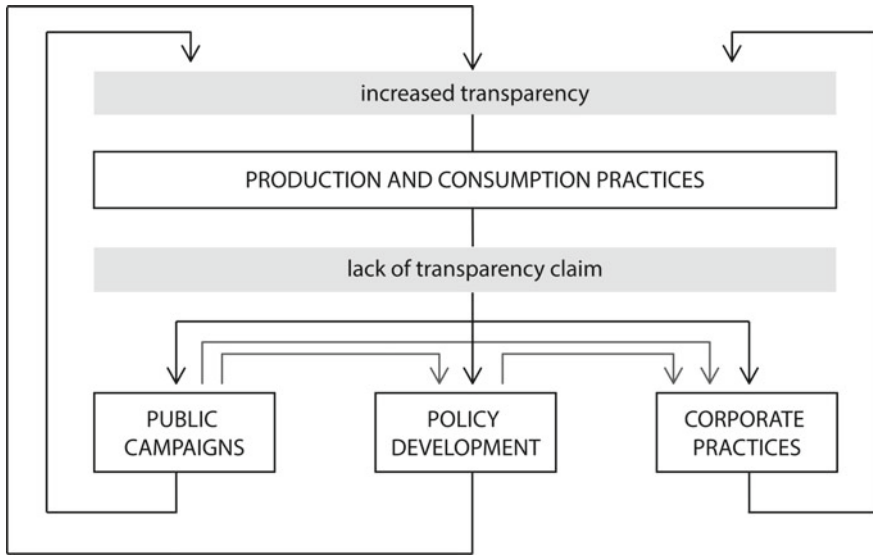 increased transparency
PRODUCTION AND CONSUMPTION PRACTICES
lack of transparency claim
PUBLIC
CAMPAIGNS
POLICY
DEVELOPMENT
CORPORATE
PRACTICES